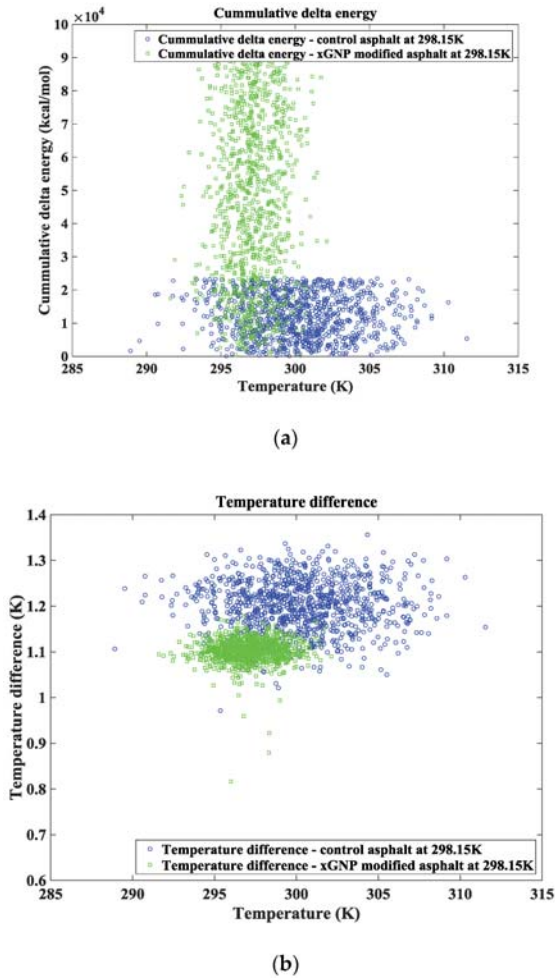 Cummulative delta energy
×10⁴
Cummulative delta energy - control asphalt at 298.15K
Cummulative delta energy - xGNP modified asphalt at 298.15K
Cummulative delta energy (kcal/mol)
10
9
8
7
6
5
4
3
2
1
0
285 290 295 300 305 310 315
Temperature (K)
(a)
Temperature difference
Temperature difference (K)
1.4
1.3
1.2
1.1
1
0.9
0.8
0.7
0.6
Temperature difference - control asphalt at 298.15K
Temperature difference - xGNP modified asphalt at 298.15K
285 290 295 300 305 310 315
Temperature (K)
(b)